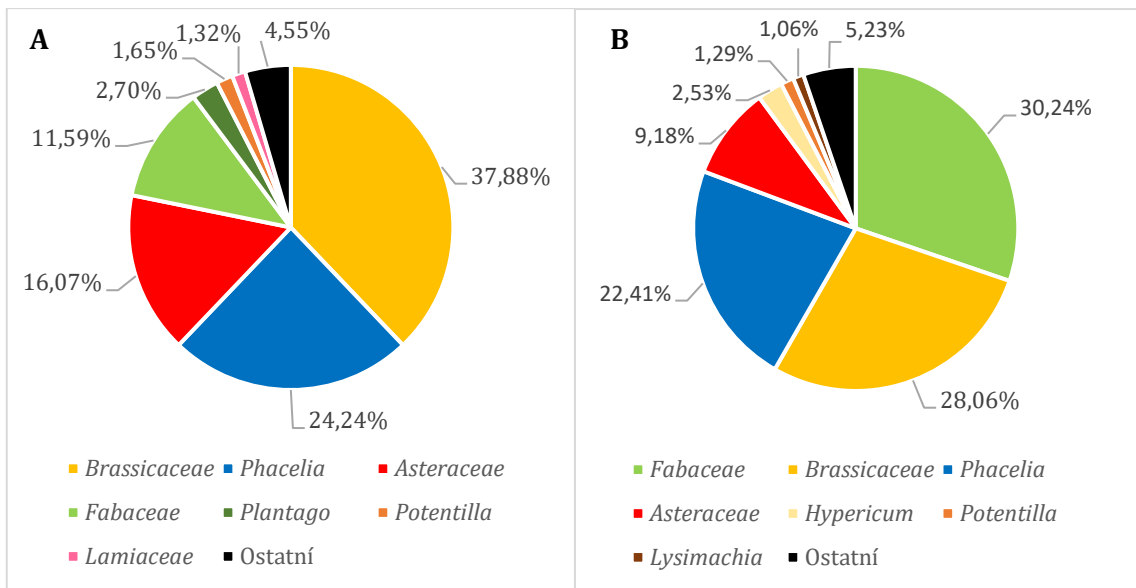 A
1,32%
4,55%
1,65%
2,70%
11,59%
37,88%
16,07%
24,24%
Brassicaceae Phacelia Asteraceae
Fabaceae Plantago Potentilla
Lamiaceae Ostatní
B
1,06%
5,23%
1,29%
2,53%
30,24%
9,18%
22,41%
28,06%
Fabaceae Brassicaceae Phacelia
Asteraceae Hypericum Potentilla
Lysimachia Ostatní